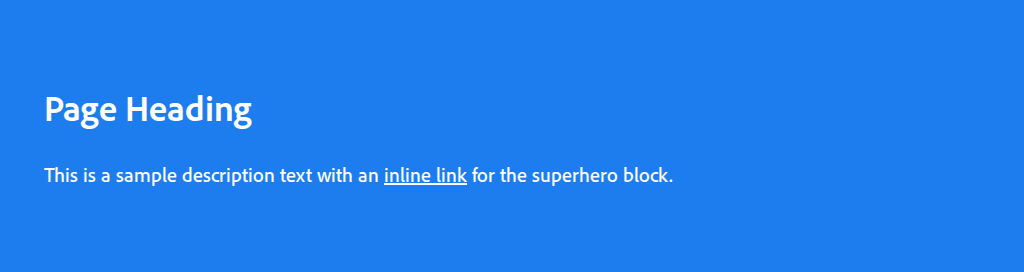 Page Heading
This is a sample description text with an inline link for the superhero block.